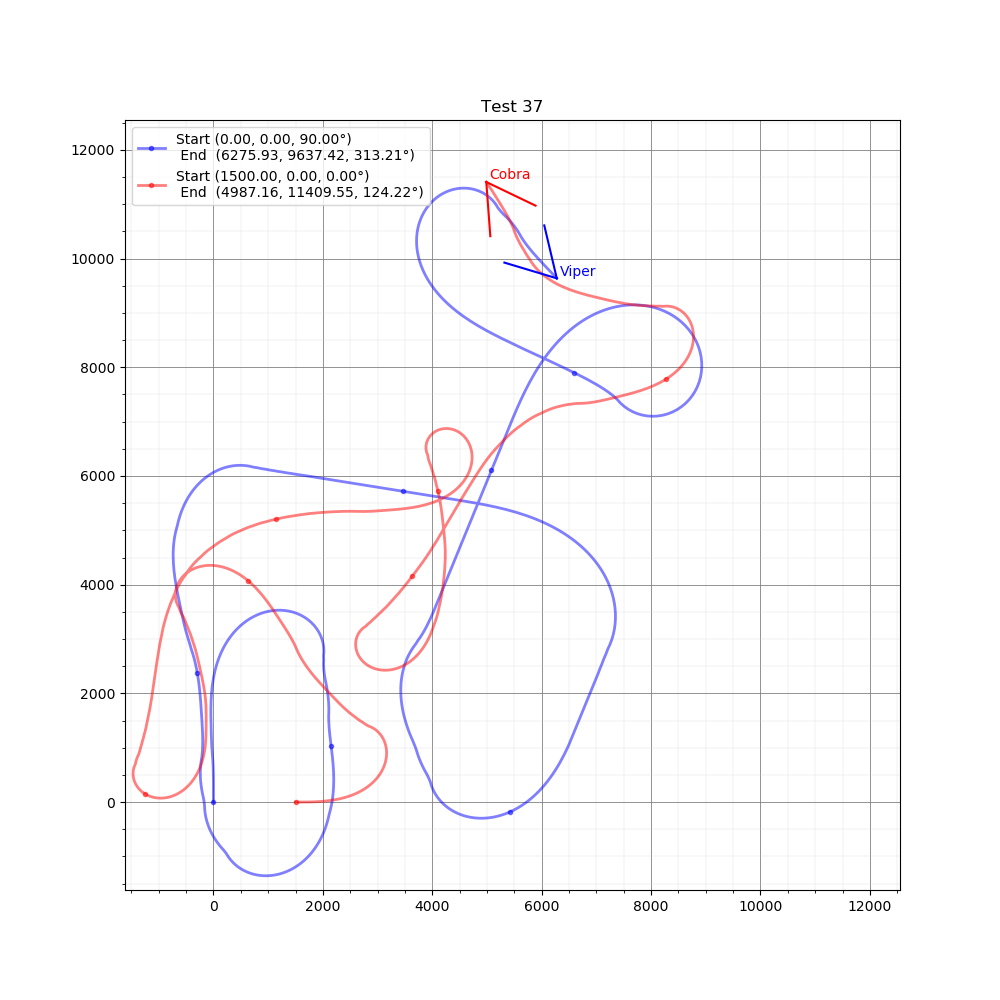 Test 37
Start (0.00, 0.00, 90.00°)
End  (6275.93, 9637.42, 313.21°)
Start (1500.00, 0.00, 0.00°)
End  (4987.16, 11409.55, 124.22°)
Cobra
Viper
12000
10000
8000
6000
4000
2000
0
0 2000 4000 6000 8000 10000 12000